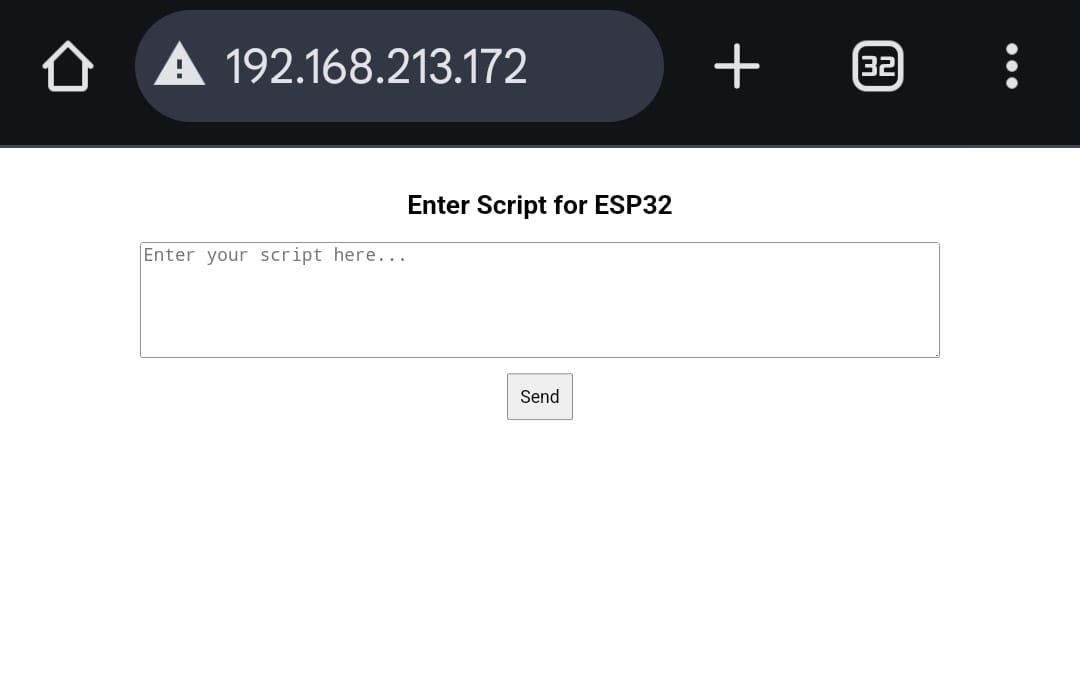 192.168.213.172
32
Enter Script for ESP32
Enter your script here...
Send